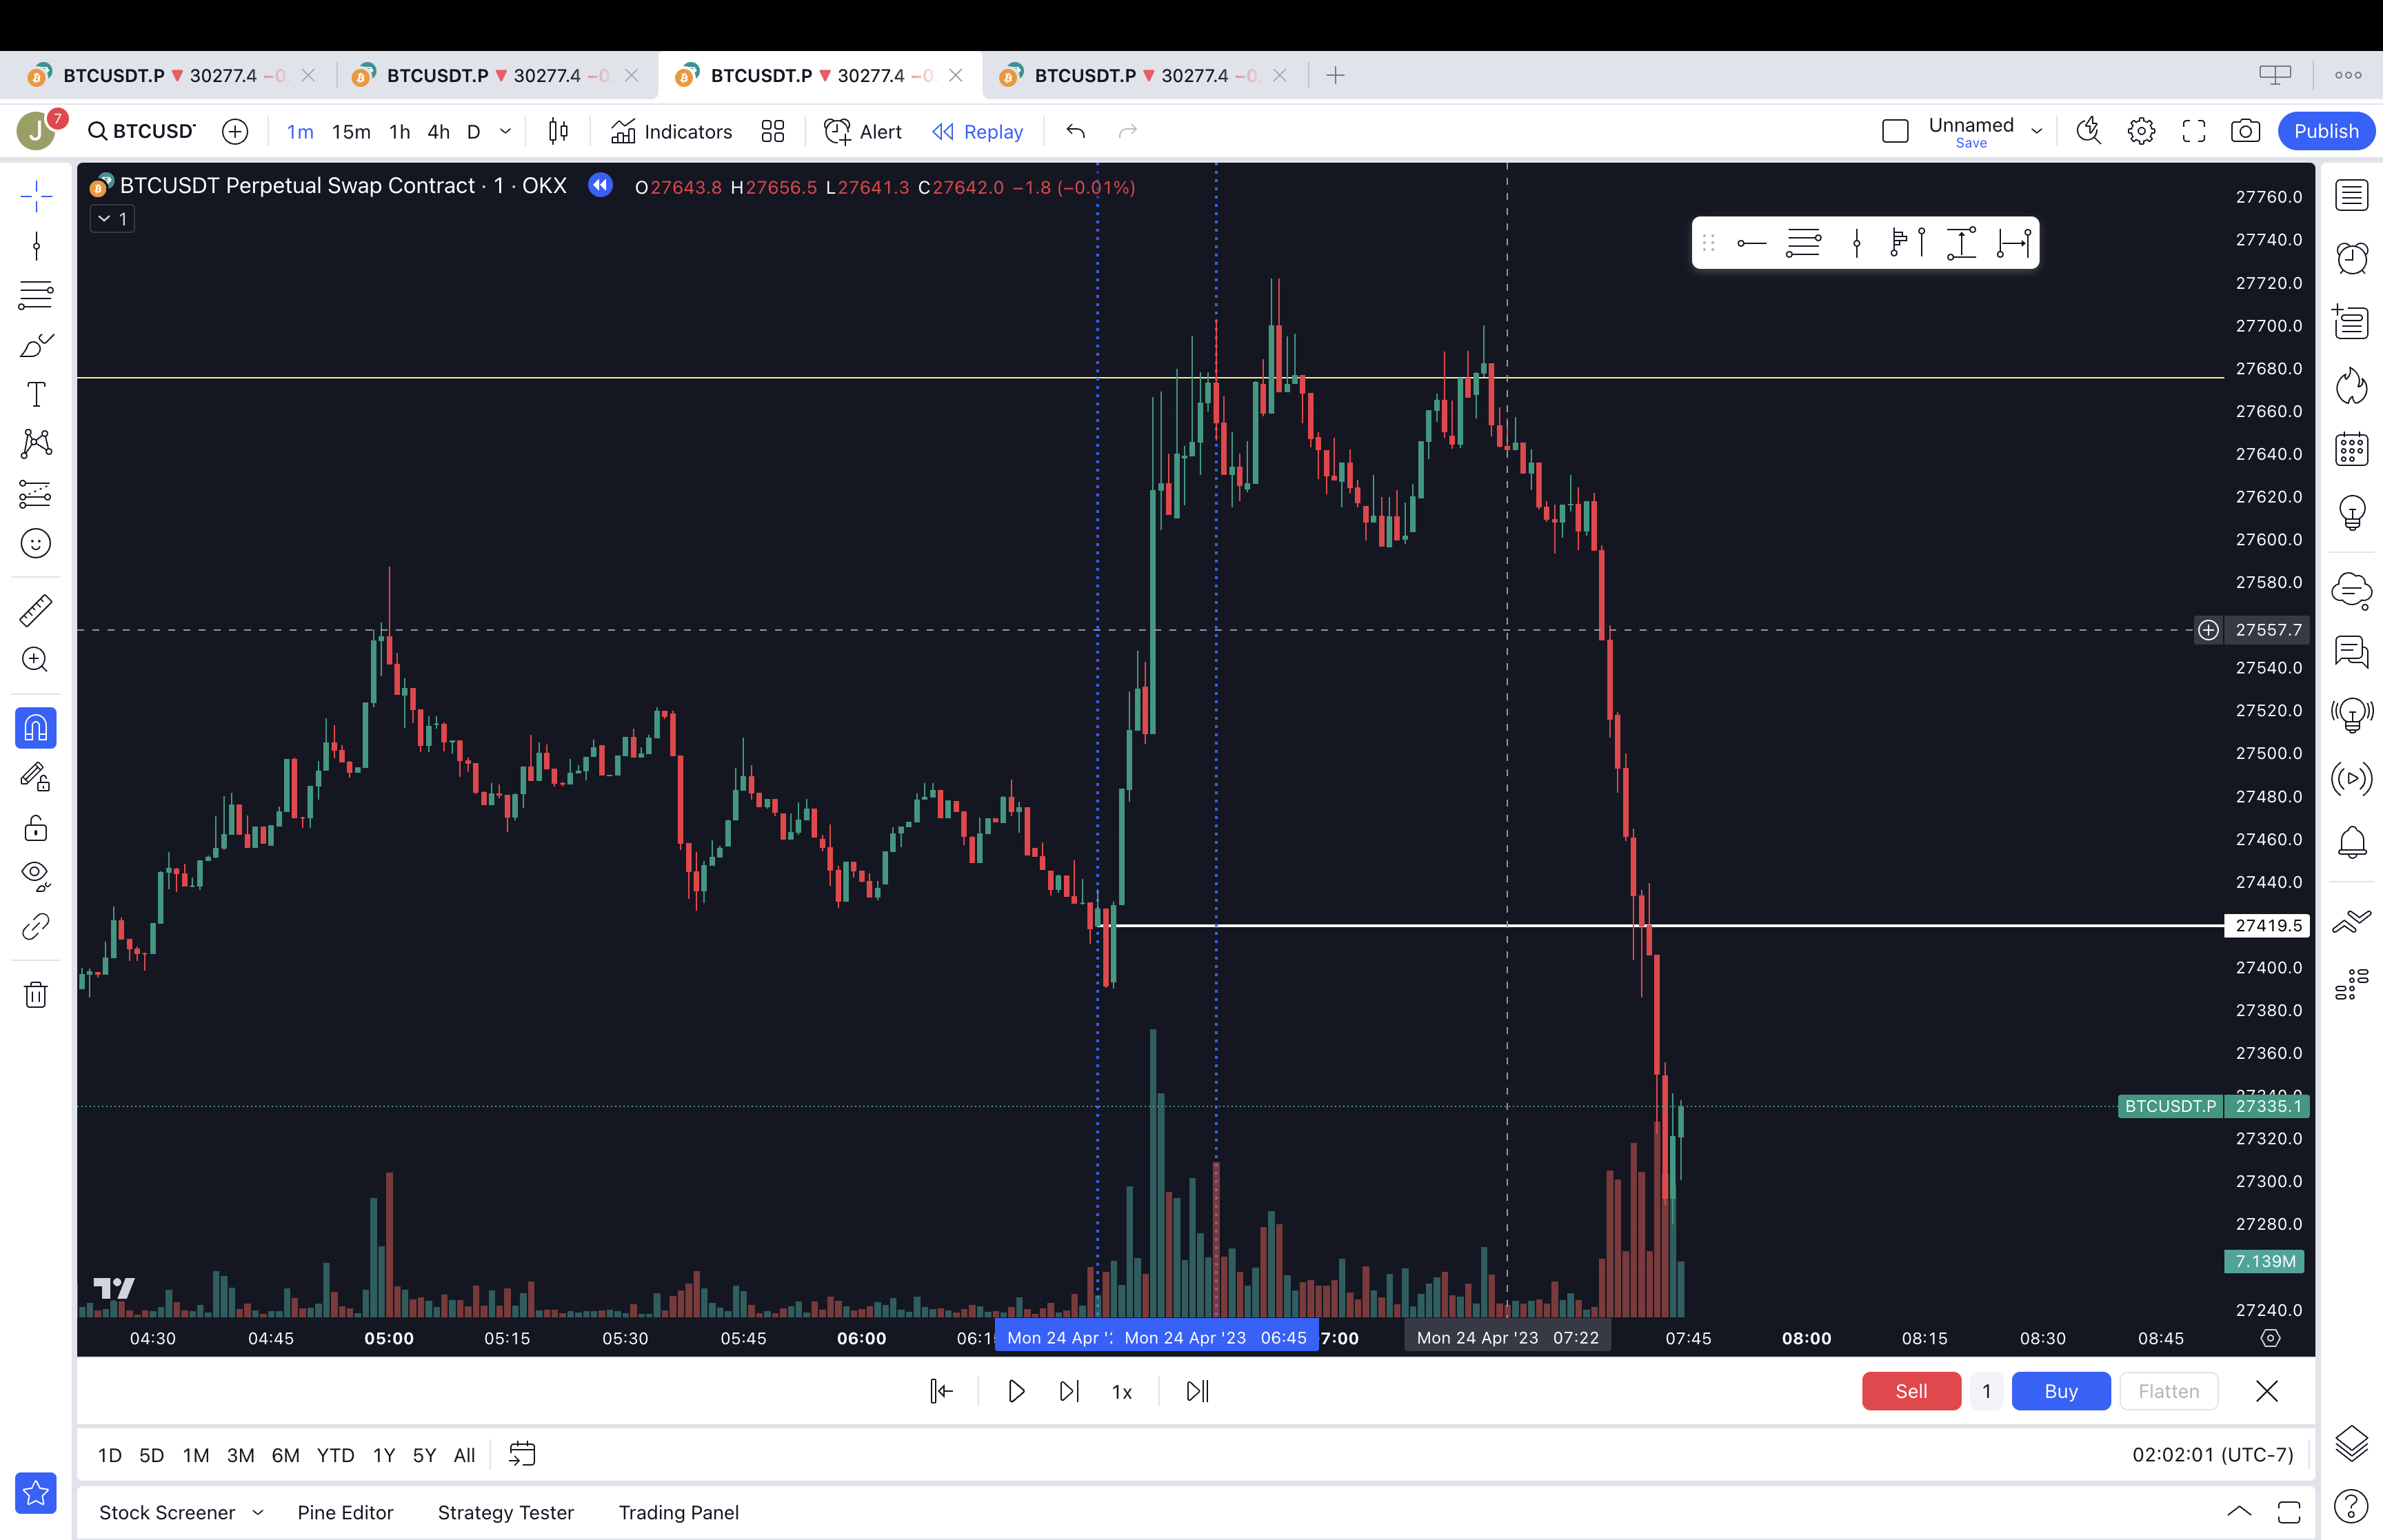 BTCUSDT.P ▼ 30277.4 −0. BTCUSDT.P ▼ 30277.4 −0. BTCUSDT.P ▼ 30277.4 −0. BTCUSDT.P ▼ 30277.4 −0.
J 7 BTCUSD 1m 15m 1h 4h D Indicators Alert Replay Unnamed Publish
Save
BTCUSDT Perpetual Swap Contract · 1 · OKX O27643.8 H27656.5 L27641.3 C27642.0 −1.8 (−0.01%)
1
27760.0
27740.0
27720.0
27700.0
27680.0
27660.0
27640.0
27620.0
27600.0
27580.0
27557.7
27540.0
27520.0
27500.0
27480.0
27460.0
27440.0
27419.5
27400.0
27380.0
27360.0
27340.0
BTCUSDT.P 27335.1
27320.0
27300.0
27280.0
7.139M
27240.0
04:30 04:45 05:00 05:15 05:30 05:45 06:00 06:1 Mon 24 Apr '2 Mon 24 Apr '23 06:45 7:00 Mon 24 Apr '23 07:22 07:45 08:00 08:15 08:30 08:45
1x Sell 1 Buy Flatten
1D 5D 1M 3M 6M YTD 1Y 5Y All 02:02:01 (UTC-7)
Stock Screener Pine Editor Strategy Tester Trading Panel